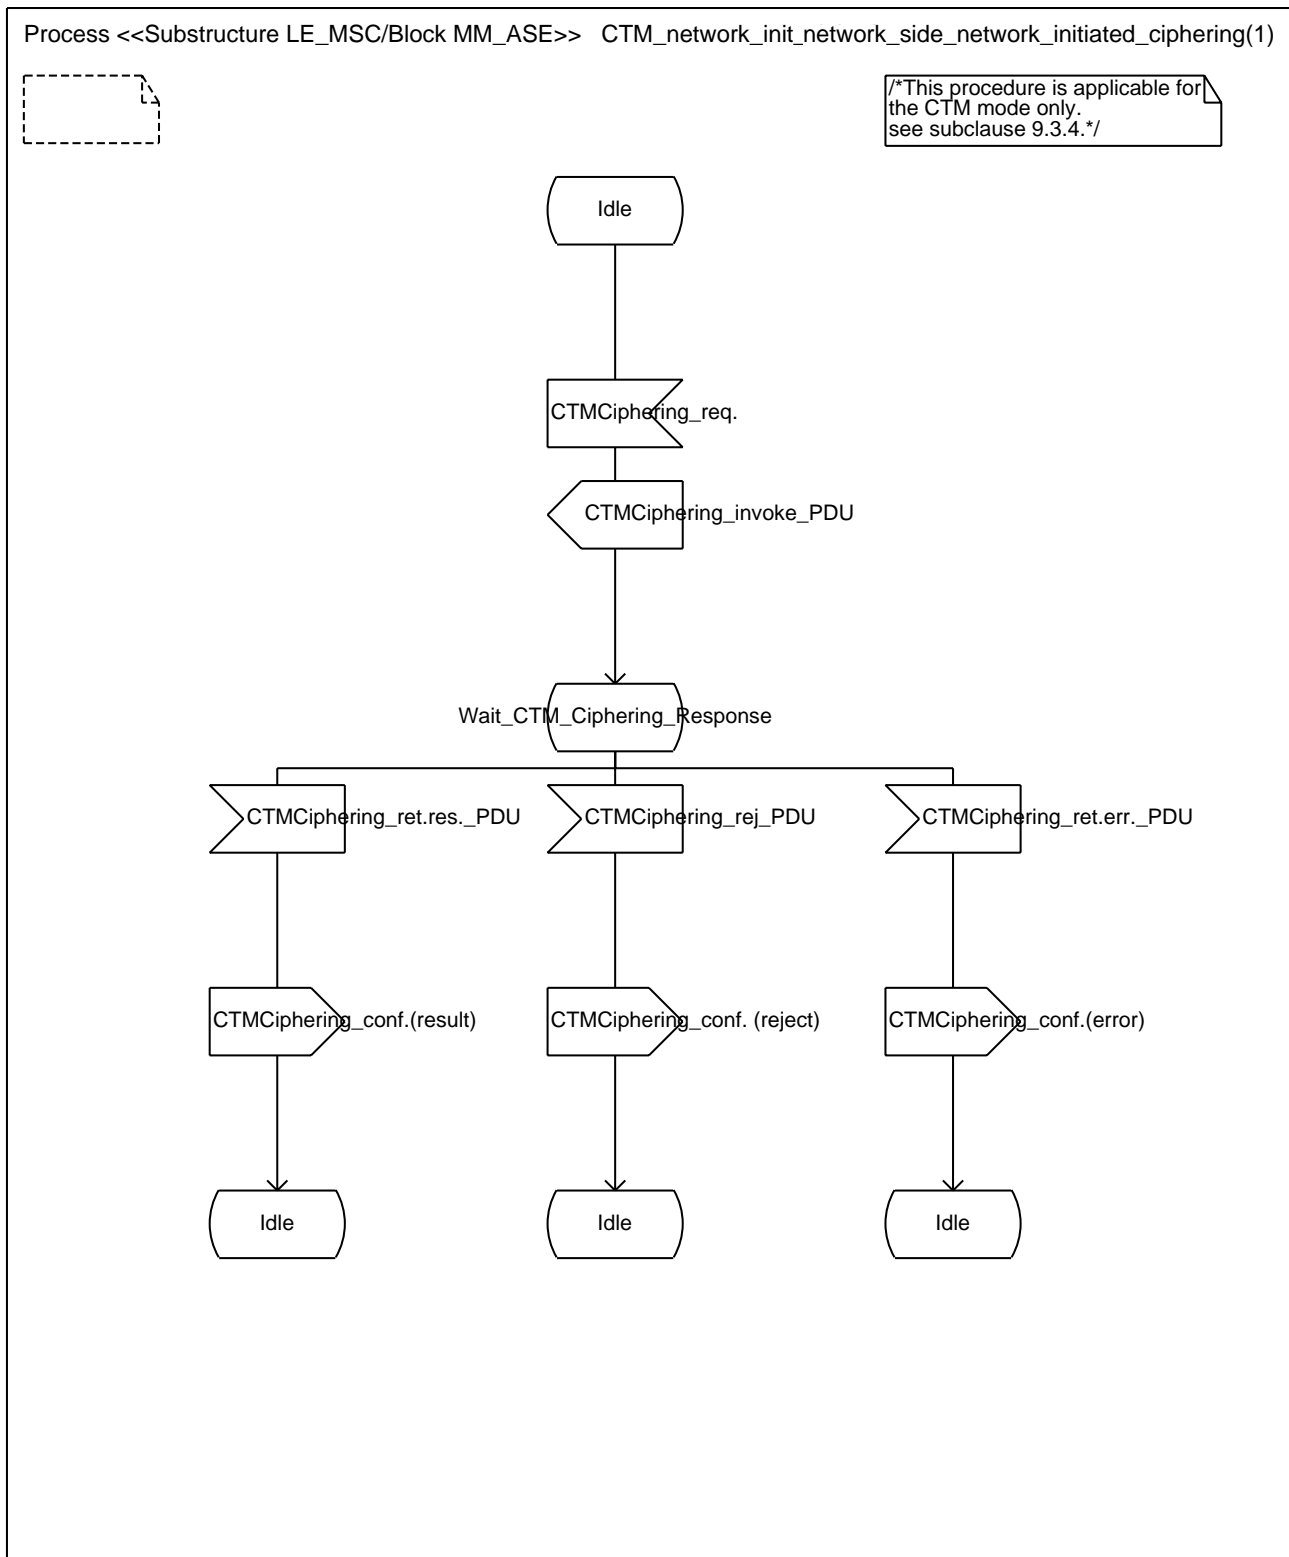 Process <<Substructure LE_MSC/Block MM_ASE>> CTM_network_init_network_side_network_initiated_ciphering(1)
/*This procedure is applicable for
the CTM mode only.
see subclause 9.3.4.*/
Idle
CTMCiphering_req.
CTMCiphering_invoke_PDU
Wait_CTM_Ciphering_Response
CTMCiphering_ret.res._PDU
CTMCiphering_rej_PDU
CTMCiphering_ret.err._PDU
CTMCiphering_conf.(result)
CTMCiphering_conf. (reject)
CTMCiphering_conf.(error)
Idle
Idle
Idle